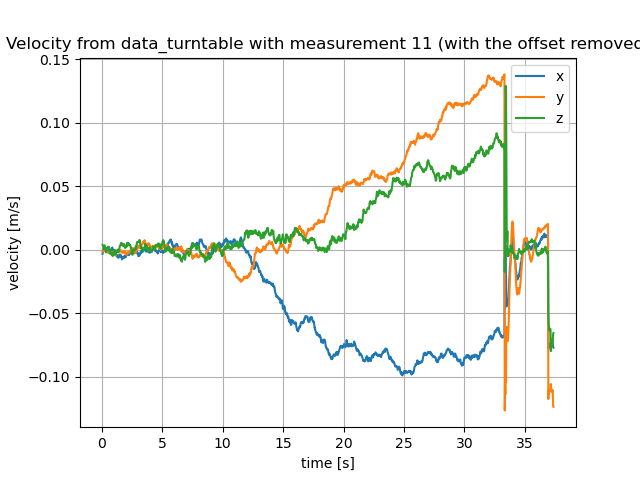 Velocity from data_turntable with measurement 11 (with the offset removed
0.15
0.10
0.05
0.00
−0.05
−0.10
velocity [m/s]
x
y
z
0 5 10 15 20 25 30 35
time [s]